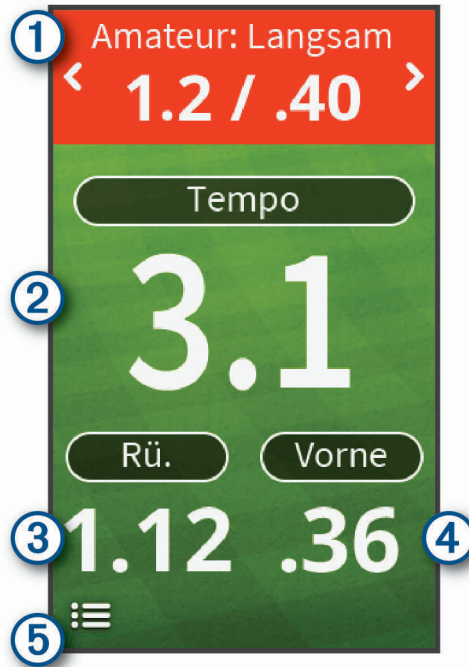 1 Amateur: Langsam
1.2 / .40
Tempo
2 3.1
Rü. Vorne
3 1.12 .36 4
5